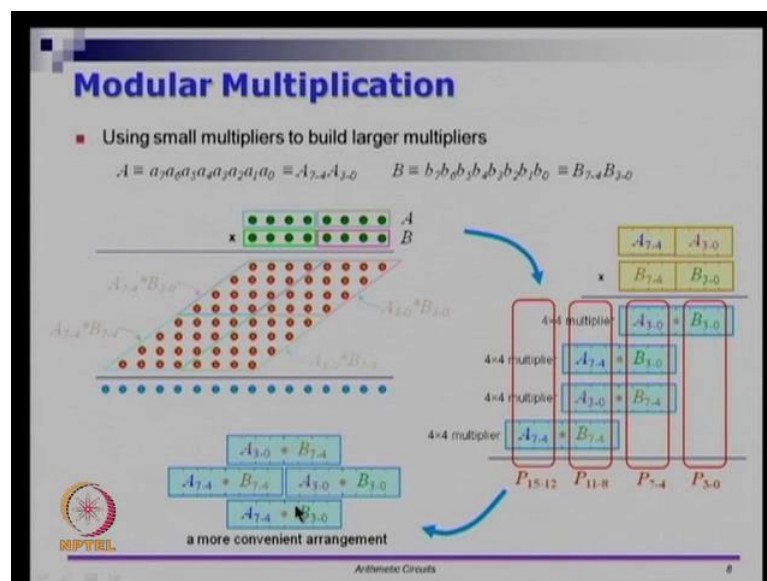 Modular Multiplication
Using small multipliers to build larger multipliers
A ≡ a₇a₆a₅a₄a₃a₂a₁a₀ ≡ A₇₋₄A₃₋₀ B ≡ b₇b₆b₅b₄b₃b₂b₁b₀ ≡ B₇₋₄B₃₋₀
A
x B
A₇₋₄*B₃₋₀
A₇₋₄*B₇₋₄
A₃₋₀*B₃₋₀
A₃₋₀*B₇₋₄
A₇₋₄ A₃₋₀
x B₇₋₄ B₃₋₀
4×4 multiplier A₃₋₀ * B₃₋₀
4×4 multiplier A₇₋₄ * B₃₋₀
4×4 multiplier A₃₋₀ * B₇₋₄
4×4 multiplier A₇₋₄ * B₇₋₄
P₁₅₋₁₂ P₁₁₋₈ P₇₋₄ P₃₋₀
A₃₋₀ * B₇₋₄
A₇₋₄ * B₇₋₄ A₃₋₀ * B₃₋₀
A₇₋₄ * B₃₋₀
a more convenient arrangement
NPTEL
Arithmetic Circuits 8